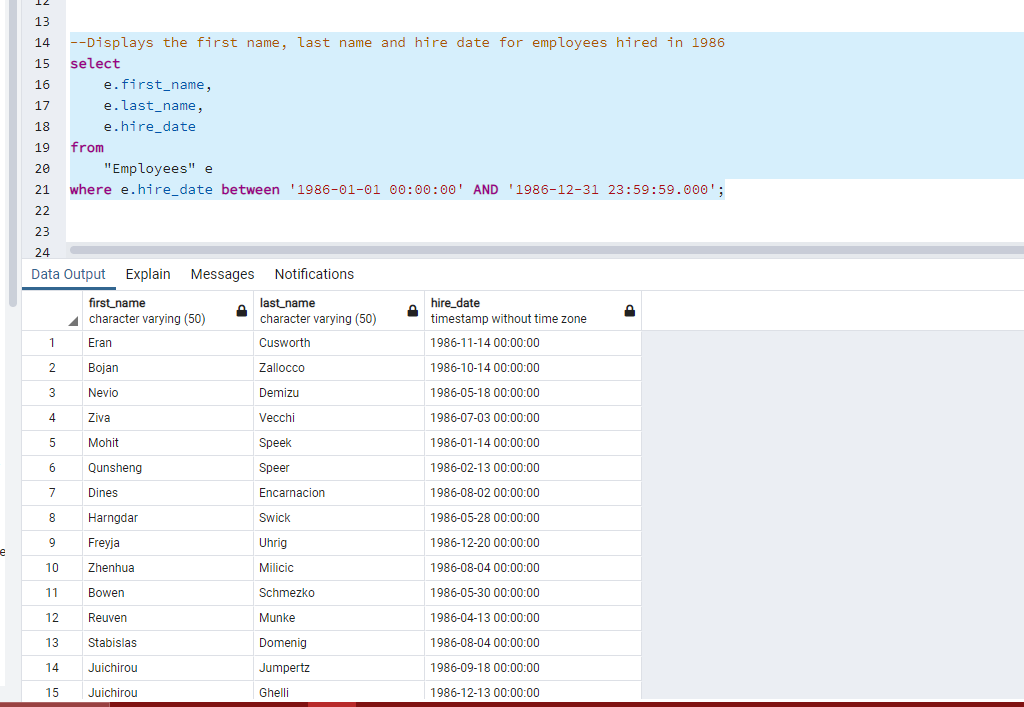 12
13
14 --Displays the first name, last name and hire date for employees hired in 1986
15 select
16 e.first_name,
17 e.last_name,
18 e.hire_date
19 from
20 "Employees" e
21 where e.hire_date between '1986-01-01 00:00:00' AND '1986-12-31 23:59:59.000';
22
23
24
Data Output Explain Messages Notifications
first_name last_name hire_date
character varying (50) character varying (50) timestamp without time zone
1 Eran Cusworth 1986-11-14 00:00:00
2 Bojan Zallocco 1986-10-14 00:00:00
3 Nevio Demizu 1986-05-18 00:00:00
4 Ziva Vecchi 1986-07-03 00:00:00
5 Mohit Speek 1986-01-14 00:00:00
6 Qunsheng Speer 1986-02-13 00:00:00
7 Dines Encarnacion 1986-08-02 00:00:00
8 Harngdar Swick 1986-05-28 00:00:00
9 Freyja Uhrig 1986-12-20 00:00:00
e
10 Zhenhua Milicic 1986-08-04 00:00:00
11 Bowen Schmezko 1986-05-30 00:00:00
12 Reuven Munke 1986-04-13 00:00:00
13 Stabislas Domenig 1986-08-04 00:00:00
14 Juichirou Jumpertz 1986-09-18 00:00:00
15 Juichirou Ghelli 1986-12-13 00:00:00